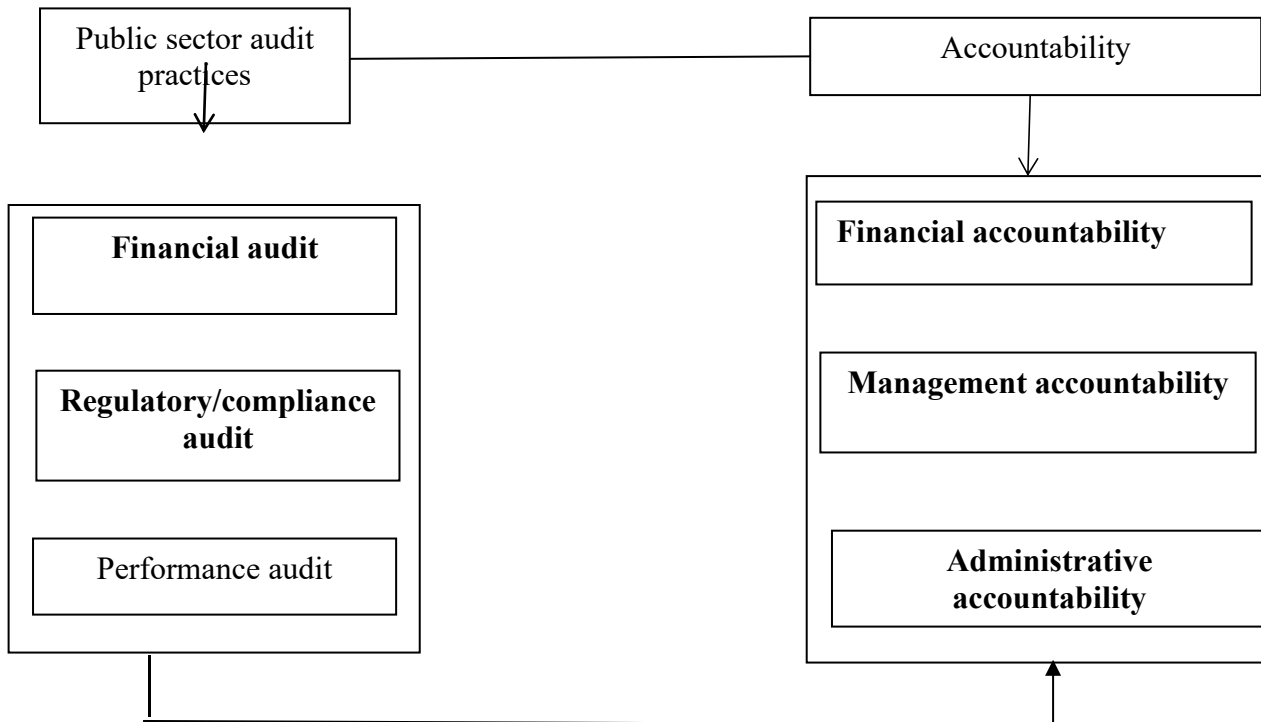 Public sector audit
practices
Accountability
Financial audit
Regulatory/compliance
audit
Performance audit
Financial accountability
Management accountability
Administrative
accountability